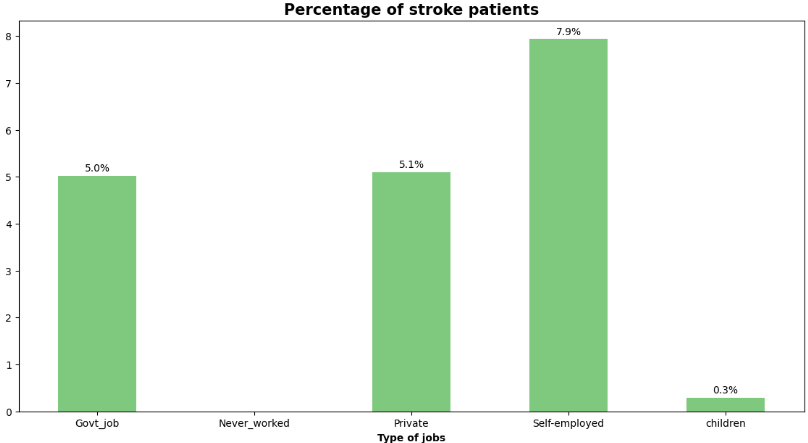 Percentage of stroke patients
8
7
6
5
4
3
2
1
0
5.0%
5.1%
7.9%
0.3%
Govt_job
Never_worked
Private
Self-employed
children
Type of jobs